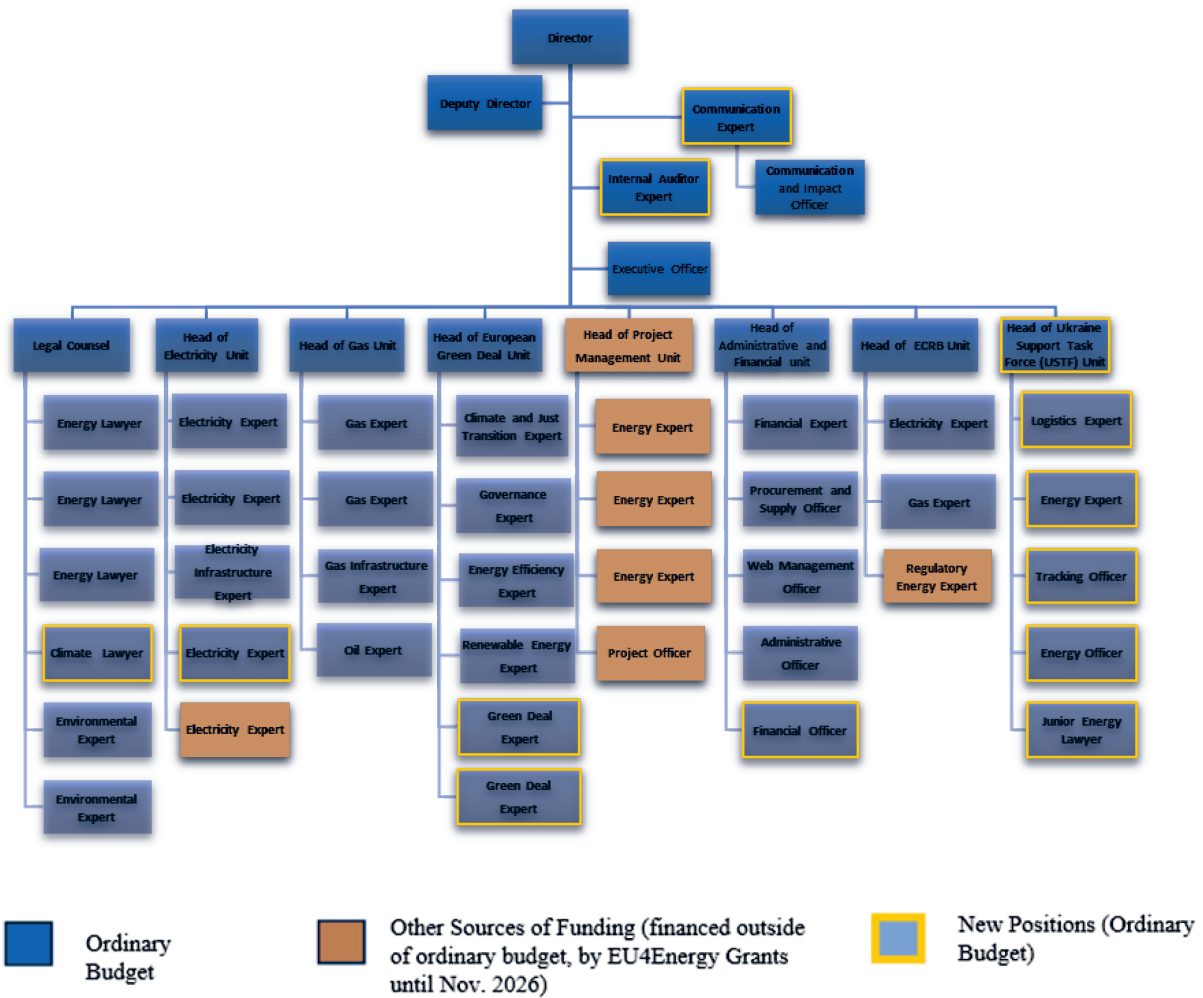 Director
Deputy Director
Communication
Expert
Internal Auditor
Expert
Communication
and Impact
Officer
Executive Officer
Legal Counsel
Head of
Electricity Unit
Head of Gas Unit
Head of European
Green Deal Unit
Head of Project
Management Unit
Head of
Administrative and
Financial unit
Head of ECRB Unit
Head of Ukraine
Support Task
Force (USTF) Unit
Energy Lawyer
Energy Lawyer
Energy Lawyer
Climate Lawyer
Environmental
Expert
Environmental
Expert
Electricity Expert
Electricity Expert
Electricity
Infrastructure
Expert
Electricity Expert
Electricity Expert
Gas Expert
Gas Expert
Gas Infrastructure
Expert
Oil Expert
Climate and Just
Transition Expert
Governance
Expert
Energy Efficiency
Expert
Renewable Energy
Expert
Green Deal
Expert
Green Deal
Expert
Energy Expert
Energy Expert
Energy Expert
Project Officer
Financial Expert
Procurement and
Supply Officer
Web Management
Officer
Administrative
Officer
Financial Officer
Electricity Expert
Gas Expert
Regulatory
Energy Expert
Logistics Expert
Energy Expert
Tracking Officer
Energy Officer
Junior Energy
Lawyer
Ordinary
Budget
Other Sources of Funding (financed outside
of ordinary budget, by EU4Energy Grants
until Nov. 2026)
New Positions (Ordinary
Budget)